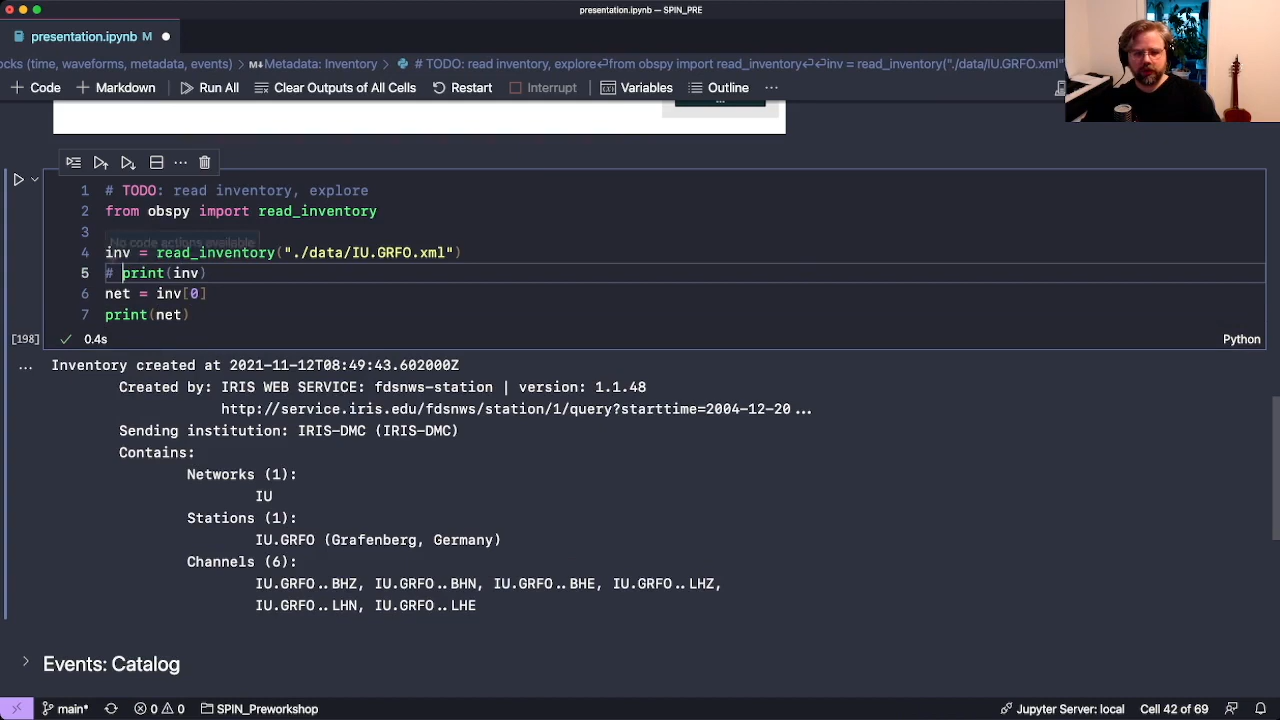 presentation.ipynb — SPIN_PRE
presentation.ipynb M
ocks (time, waveforms, metadata, events) > M↓Metadata: Inventory > # TODO: read inventory, explore↵from obspy import read_inventory↵↵inv = read_inventory("./data/IU.GRFO.xml")
+ Code + Markdown Run All Clear Outputs of All Cells Restart Interrupt Variables Outline ...
...
1 # TODO: read inventory, explore
2 from obspy import read_inventory
3
No code actions available
4 inv = read_inventory("./data/IU.GRFO.xml")
5 # print(inv)
6 net = inv[0]
7 print(net)
[198] 0.4s Python
... Inventory created at 2021-11-12T08:49:43.602000Z
Created by: IRIS WEB SERVICE: fdsnws-station | version: 1.1.48
http://service.iris.edu/fdsnws/station/1/query?starttime=2004-12-20...
Sending institution: IRIS-DMC (IRIS-DMC)
Contains:
Networks (1):
IU
Stations (1):
IU.GRFO (Grafenberg, Germany)
Channels (6):
IU.GRFO..BHZ, IU.GRFO..BHN, IU.GRFO..BHE, IU.GRFO..LHZ,
IU.GRFO..LHN, IU.GRFO..LHE
> Events: Catalog
main* 0 0 SPIN_Preworkshop Jupyter Server: local Cell 42 of 69